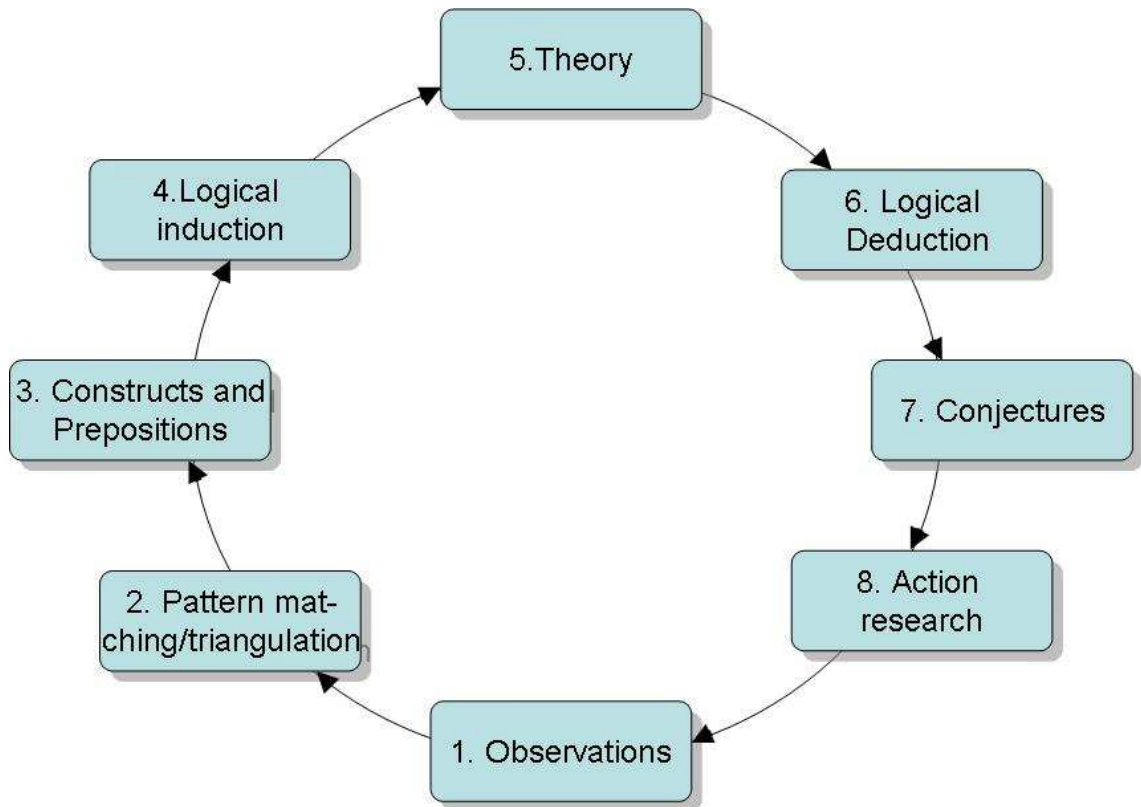 5.Theory
4.Logical
induction
6. Logical
Deduction
3. Constructs and
Prepositions
7. Conjectures
2. Pattern mat-
ching/triangulation
8. Action
research
1. Observations